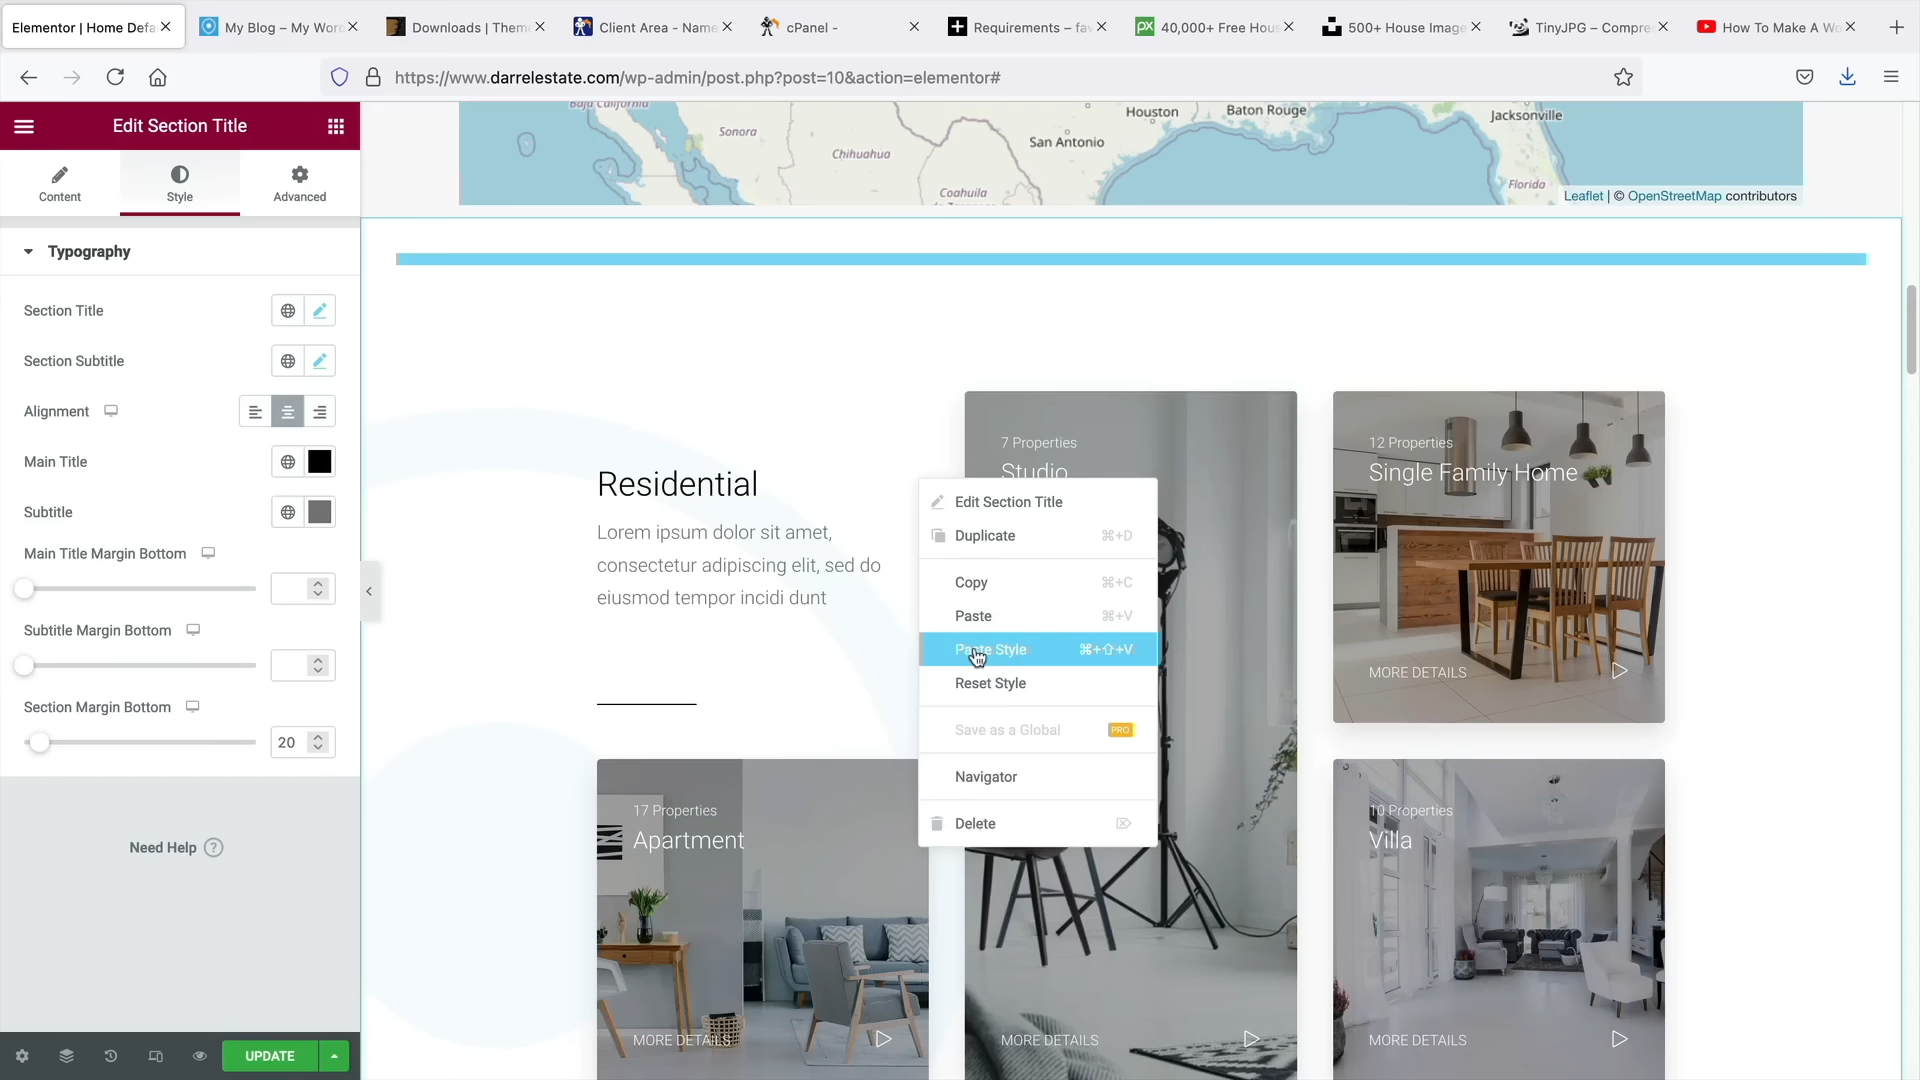 Elementor | Home Defa
My Blog – My Wor
Downloads | Them
Client Area - Name
cPanel -
Requirements – fav
40,000+ Free Hous
500+ House Image
TinyJPG – Compre
How To Make A Wo
https://www.darrelestate.com/wp-admin/post.php?post=10&action=elementor#
Edit Section Title
Content
Style
Advanced
Typography
Section Title
Section Subtitle
Alignment
Main Title
Subtitle
Main Title Margin Bottom
Subtitle Margin Bottom
Section Margin Bottom
20
Need Help ?
UPDATE
Baja California
Sonora
Chihuahua
Coahuila
San Antonio
Houston
Baton Rouge
Jacksonville
Florida
Leaflet | © OpenStreetMap contributors
Residential
Lorem ipsum dolor sit amet,
consectetur adipiscing elit, sed do
eiusmod tempor incidi dunt
7 Properties
Studio
12 Properties
Single Family Home
MORE DETAILS
Edit Section Title
Duplicate ⌘+D
Copy ⌘+C
Paste ⌘+V
Paste Style ⌘+⇧+V
Reset Style
Save as a Global PRO
Navigator
Delete
17 Properties
Apartment
MORE DETAILS
MORE DETAILS
10 Properties
Villa
MORE DETAILS